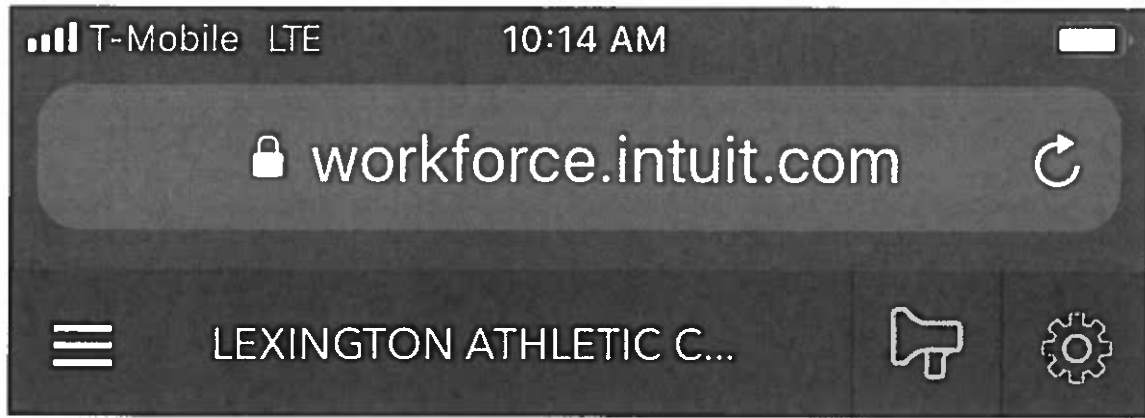 T-Mobile LTE 10:14 AM
workforce.intuit.com
LEXINGTON ATHLETIC C...